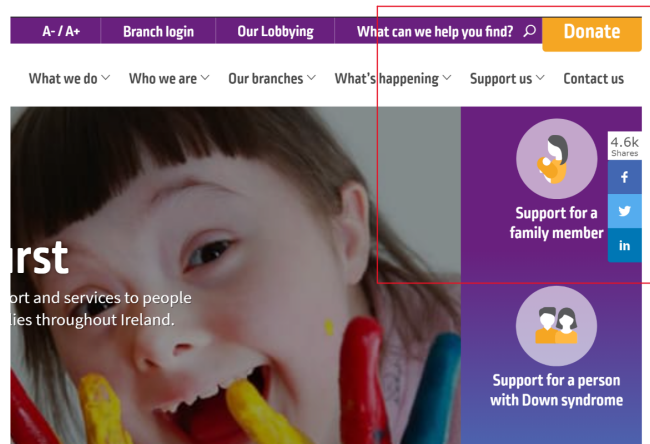 A- / A+ Branch login Our Lobbying What can we help you find? Donate
What we do Who we are Our branches What's happening Support us Contact us
4.6k
Shares
f
in
Support for a
family member
irst
ort and services to people
lies throughout Ireland.
Support for a person
with Down syndrome